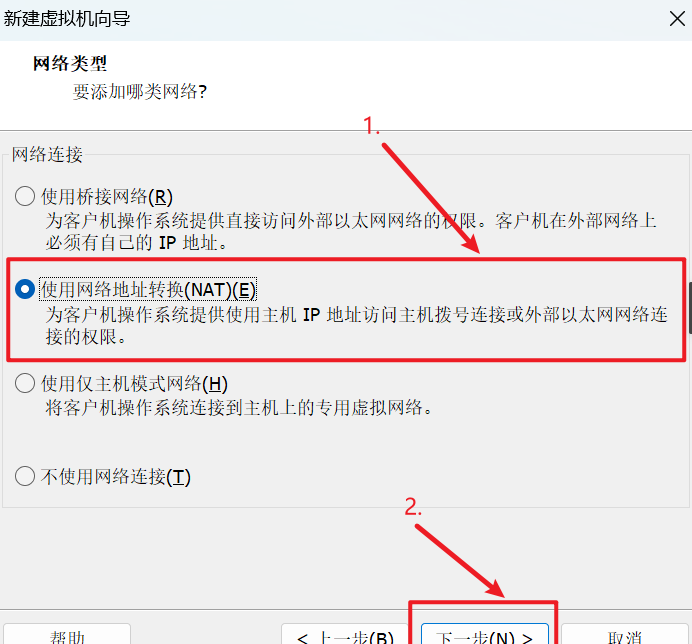 新建虚拟机向导
网络类型
要添加哪类网络?
1.
网络连接
使用桥接网络(R)
为客户机操作系统提供直接访问外部以太网网络的权限。客户机在外部网络上
必须有自己的 IP 地址。
使用网络地址转换(NAT)(E)
为客户机操作系统提供使用主机 IP 地址访问主机拨号连接或外部以太网网络连
接的权限。
使用仅主机模式网络(H)
将客户机操作系统连接到主机上的专用虚拟网络。
不使用网络连接(T)
2.
帮助
< 上一步(B)
下一步(N) >
取消